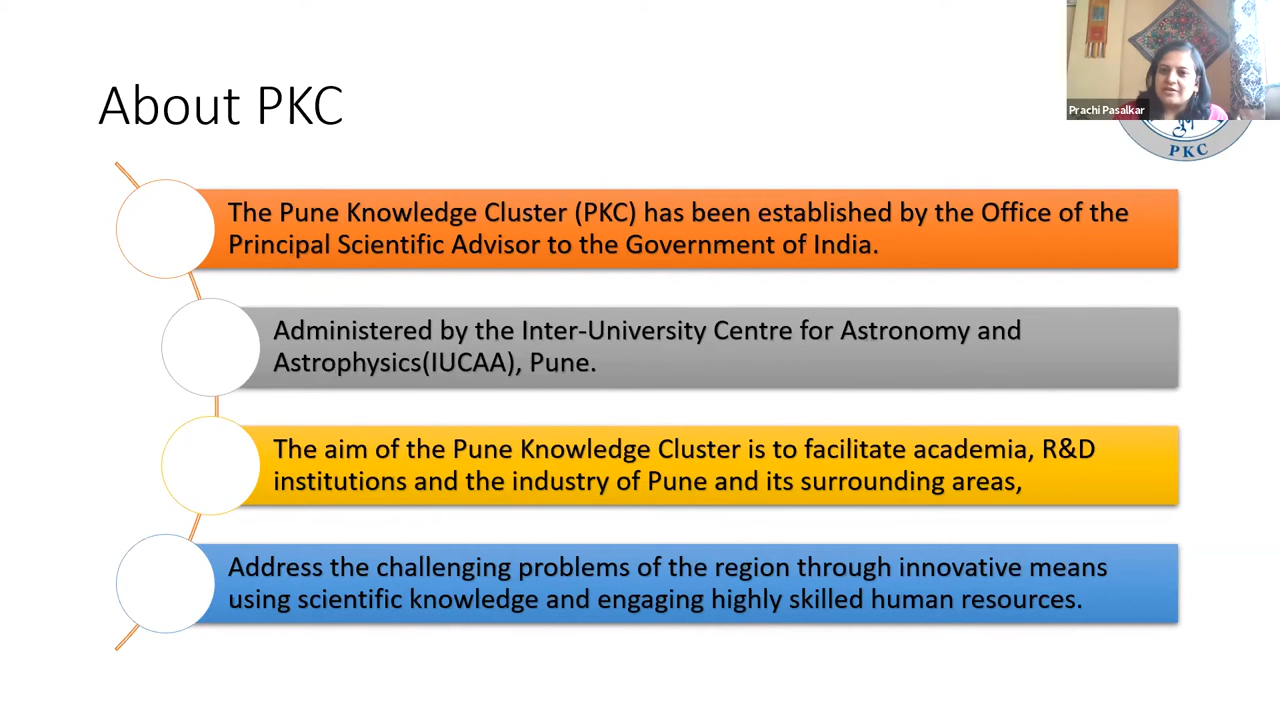 About PKC
Prachi Pasalkar
PKC
The Pune Knowledge Cluster (PKC) has been established by the Office of the
Principal Scientific Advisor to the Government of India.
Administered by the Inter-University Centre for Astronomy and
Astrophysics(IUCAA), Pune.
The aim of the Pune Knowledge Cluster is to facilitate academia, R&D
institutions and the industry of Pune and its surrounding areas,
Address the challenging problems of the region through innovative means
using scientific knowledge and engaging highly skilled human resources.